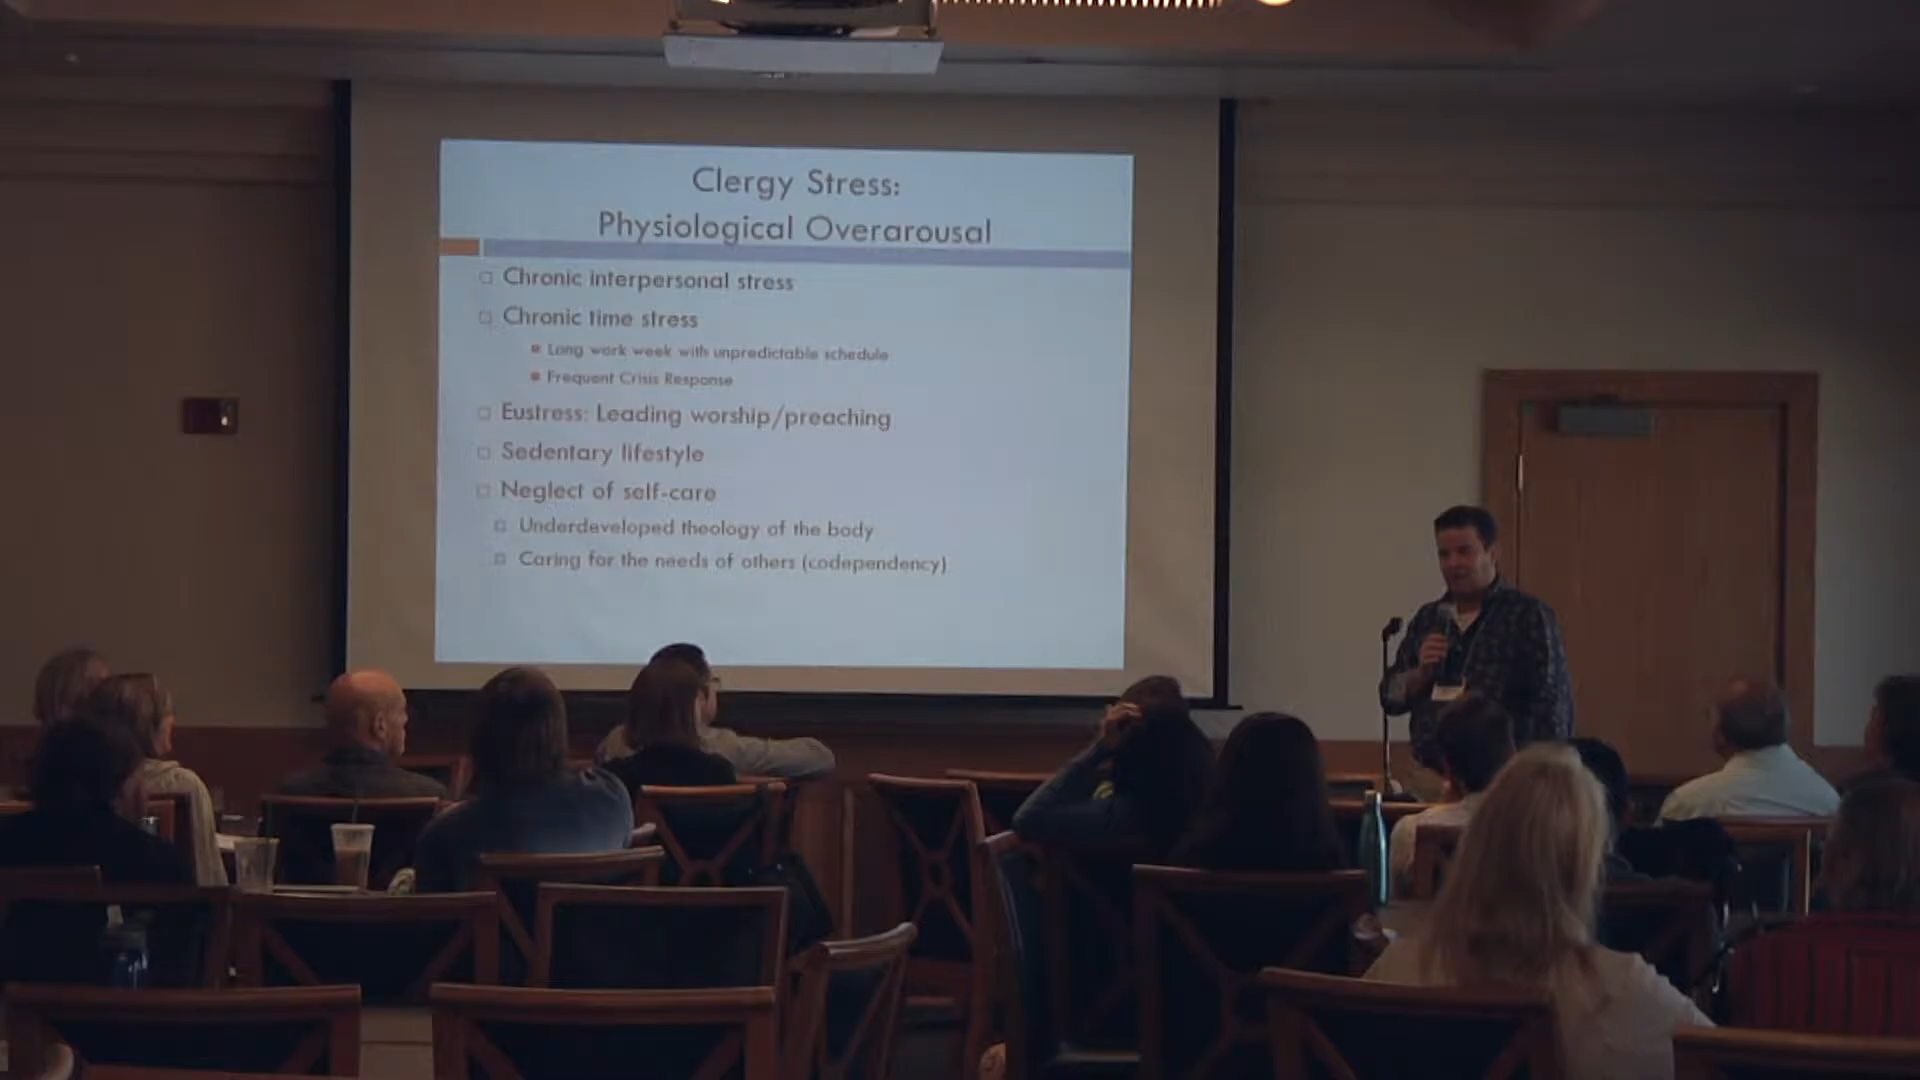 Clergy Stress:
Physiological Overarousal
Chronic interpersonal stress
Chronic time stress
Long work week with unpredictable schedule
Frequent Crisis Response
Eustress: Leading worship/preaching
Sedentary lifestyle
Neglect of self-care
Underdeveloped theology of the body
Caring for the needs of others (codependency)